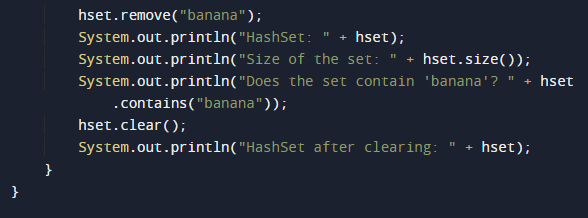 hset.remove("banana");
System.out.println("HashSet: " + hset);
System.out.println("Size of the set: " + hset.size());
System.out.println("Does the set contain 'banana'? " + hset
.contains("banana"));
hset.clear();
System.out.println("HashSet after clearing: " + hset);
}
}